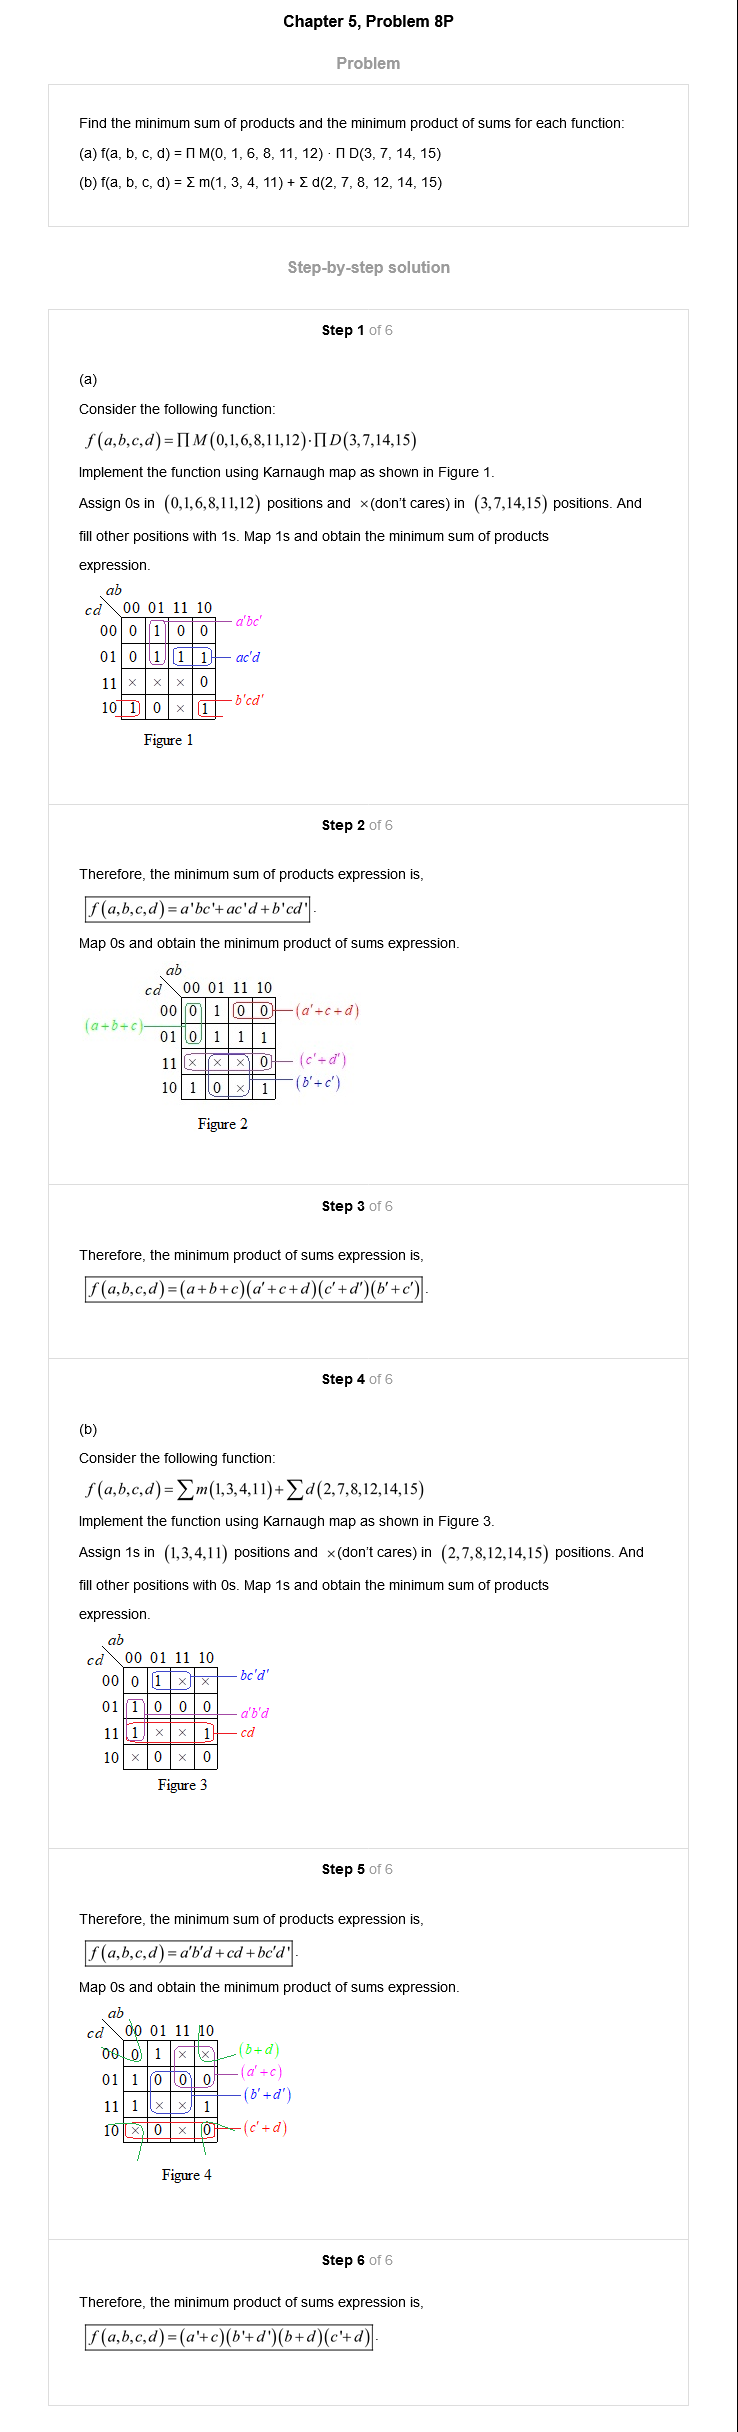 Chapter 5, Problem 8P
Problem
Find the minimum sum of products and the minimum product of sums for each function:
(a) f(a, b, c, d) = Π M(0, 1, 6, 8, 11, 12) · Π D(3, 7, 14, 15)
(b) f(a, b, c, d) = Σ m(1, 3, 4, 11) + Σ d(2, 7, 8, 12, 14, 15)
Step-by-step solution
Step 1 of 6
(a)
Consider the following function:
f(a,b,c,d)=∏M(0,1,6,8,11,12)·∏D(3,7,14,15)
Implement the function using Karnaugh map as shown in Figure 1.
Assign 0s in (0,1,6,8,11,12) positions and ×(don't cares) in (3,7,14,15) positions. And
fill other positions with 1s. Map 1s and obtain the minimum sum of products
expression.
ab
cd 00 01 11 10
00 0 1 0 0 a'bc'
01 0 1 1 1 ac'd
11 × × × 0
10 1 0 × 1 b'cd'
Figure 1
Step 2 of 6
Therefore, the minimum sum of products expression is,
f(a,b,c,d)=a'bc'+ac'd+b'cd'.
Map 0s and obtain the minimum product of sums expression.
ab
cd 00 01 11 10
00 0 1 0 0 (a'+c+d)
(a+b+c) 01 0 1 1 1
11 × × × 0 (c'+d')
10 1 0 × 1 (b'+c')
Figure 2
Step 3 of 6
Therefore, the minimum product of sums expression is,
f(a,b,c,d)=(a+b+c)(a'+c+d)(c'+d')(b'+c').
Step 4 of 6
(b)
Consider the following function:
f(a,b,c,d)=∑m(1,3,4,11)+∑d(2,7,8,12,14,15)
Implement the function using Karnaugh map as shown in Figure 3.
Assign 1s in (1,3,4,11) positions and ×(don't cares) in (2,7,8,12,14,15) positions. And
fill other positions with 0s. Map 1s and obtain the minimum sum of products
expression.
ab
cd 00 01 11 10
00 0 1 × × bc'd'
01 1 0 0 0 a'b'd
11 1 × × 1 cd
10 × 0 × 0
Figure 3
Step 5 of 6
Therefore, the minimum sum of products expression is,
f(a,b,c,d)=a'b'd+cd+bc'd'.
Map 0s and obtain the minimum product of sums expression.
ab
cd 00 01 11 10
00 0 1 × × (b+d)
01 1 0 0 0 (a'+c)
11 1 × × 1 (b'+d')
10 × 0 × 0 (c'+d)
Figure 4
Step 6 of 6
Therefore, the minimum product of sums expression is,
f(a,b,c,d)=(a'+c)(b'+d')(b+d)(c'+d).